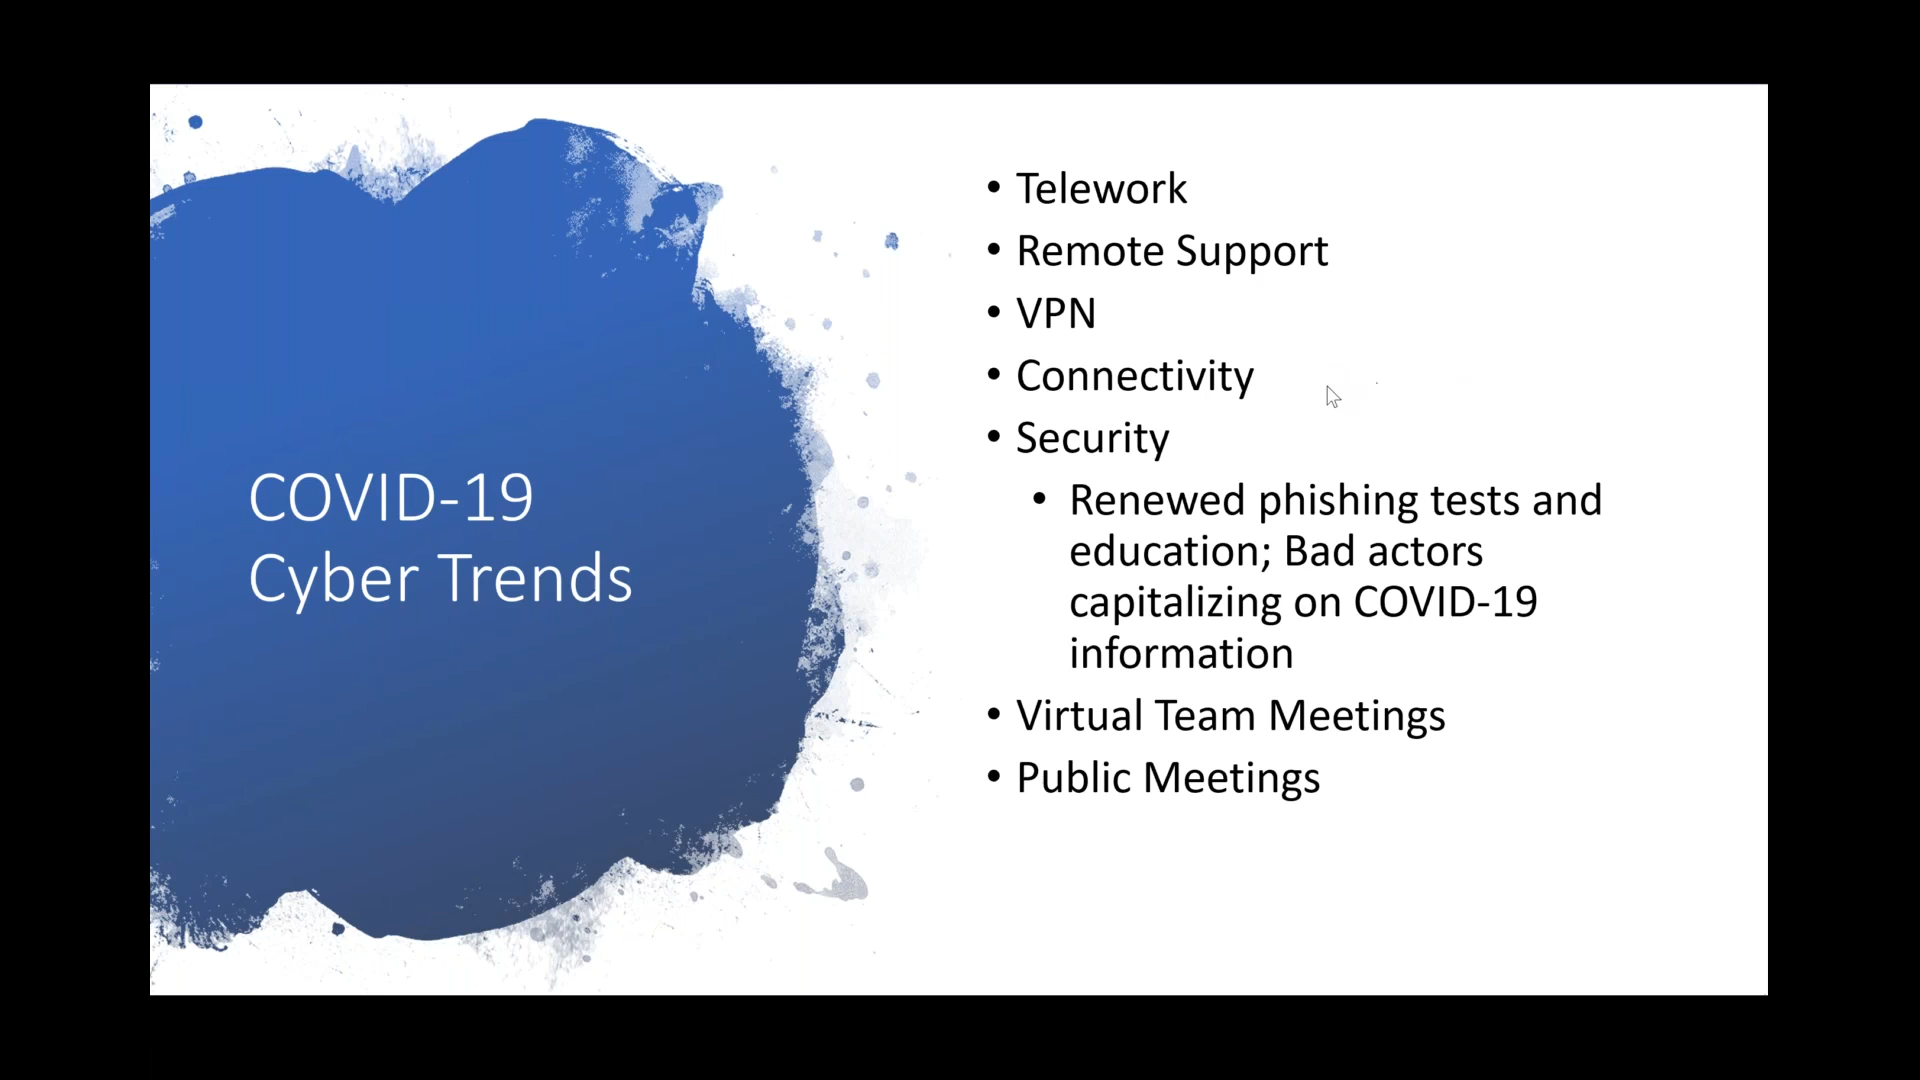 COVID-19
Cyber Trends
• Telework
• Remote Support
• VPN
• Connectivity
• Security
• Renewed phishing tests and
education; Bad actors
capitalizing on COVID-19
information
• Virtual Team Meetings
• Public Meetings